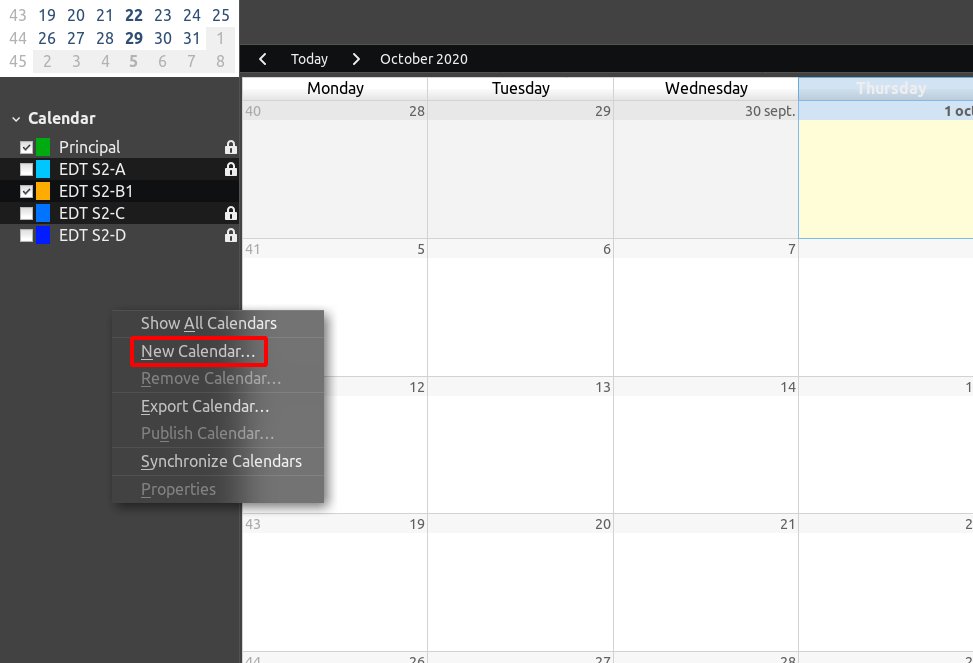 43 19 20 21 22 23 24 25
44 26 27 28 29 30 31 1
45 2 3 4 5 6 7 8
Today October 2020
Monday Tuesday Wednesday Thursday
40 28 29 30 sept. 1 oct
41 5 6 7
12 13 14 1
43 19 20 21 2
44 26 27 28 2
Calendar
Principal
EDT S2-A
EDT S2-B1
EDT S2-C
EDT S2-D
Show All Calendars
New Calendar...
Remove Calendar...
Export Calendar...
Publish Calendar...
Synchronize Calendars
Properties